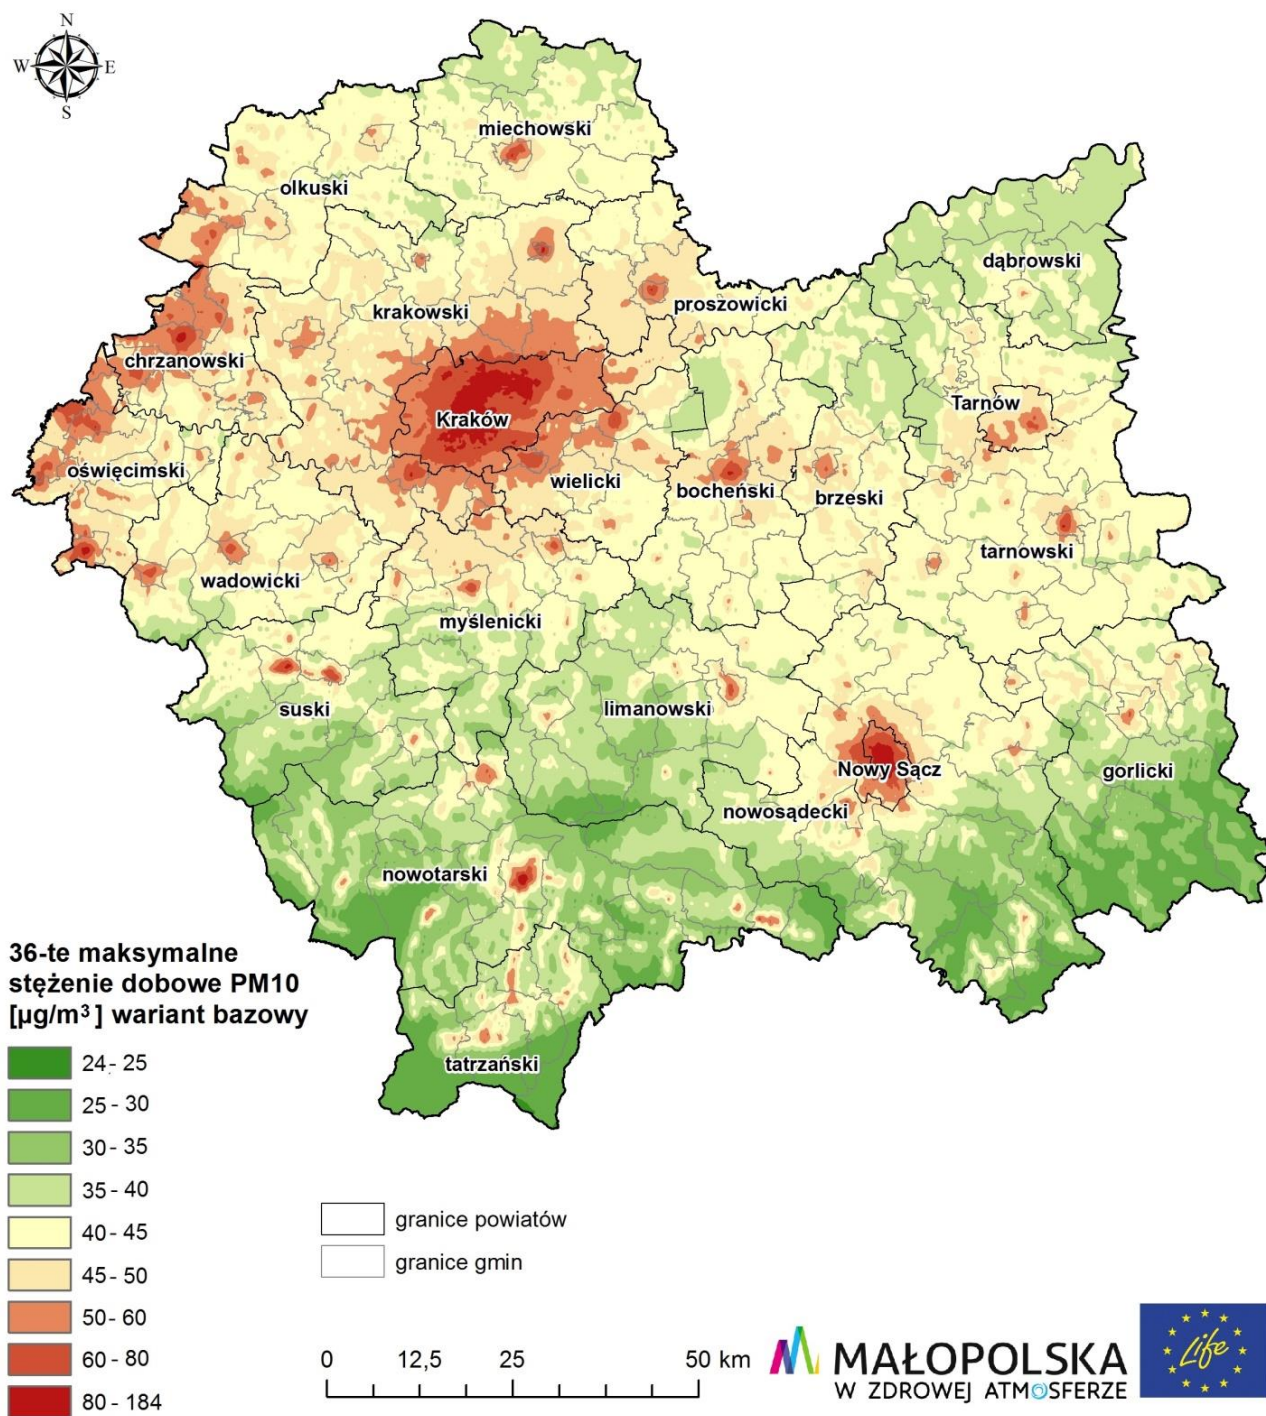 N
W E
S
miechowski
olkuski
dąbrowski
proszowicki
krakowski
chrzanowski
Tarnów
Kraków
oświęcimski
wielicki
bocheński
brzeski
tarnowski
wadowicki
myślenicki
suski
limanowski
Nowy Sącz
gorlicki
nowosądecki
nowotarski
tatrzański
36-te maksymalne
stężenie dobowe PM10
[µg/m³] wariant bazowy
24 - 25
25 - 30
30 - 35
35 - 40
40 - 45
45 - 50
50 - 60
60 - 80
80 - 184
granice powiatów
granice gmin
0 12,5 25 50 km
MAŁOPOLSKA
W ZDROWEJ ATMOSFERZE
Life